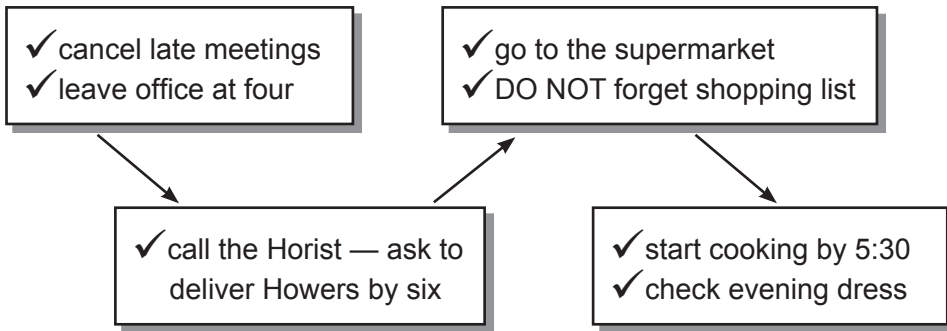 ✓ cancel late meetings
✓ leave office at four
✓ call the Horist — ask to
deliver Howers by six
✓ go to the supermarket
✓ DO NOT forget shopping list
✓ start cooking by 5:30
✓ check evening dress